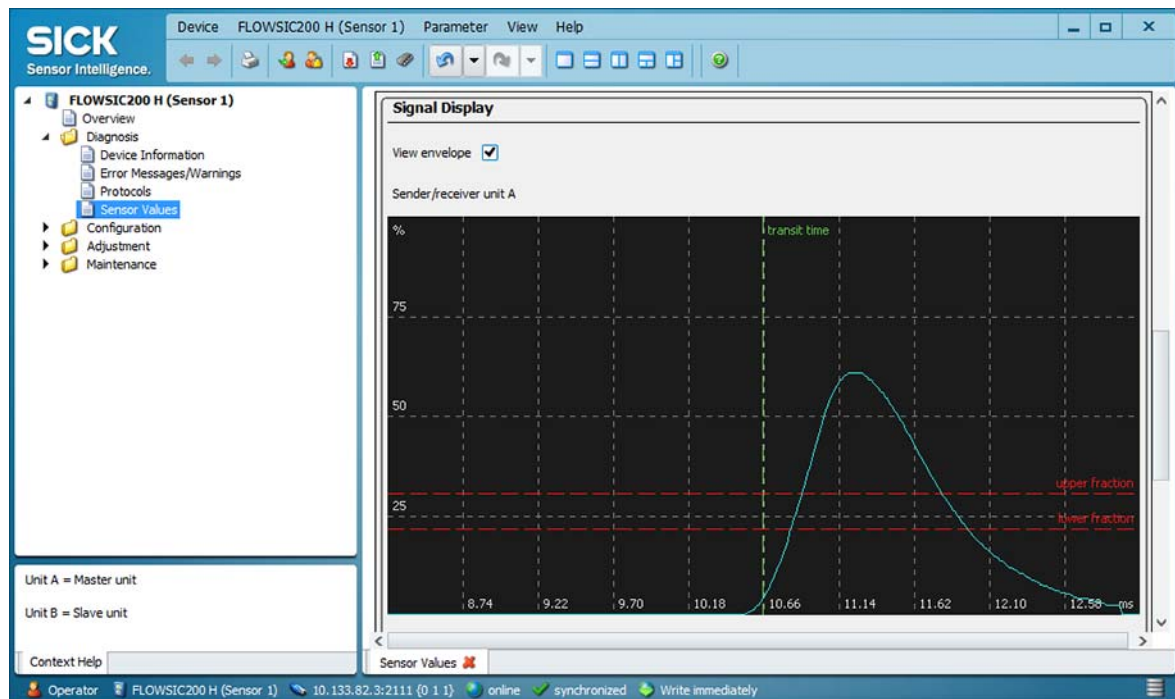 SICK
Sensor Intelligence.
Device FLOWSIC200 H (Sensor 1) Parameter View Help
FLOWSIC200 H (Sensor 1)
Overview
Diagnosis
Device Information
Error Messages/Warnings
Protocols
Sensor Values
Configuration
Adjustment
Maintenance
Unit A = Master unit
Unit B = Slave unit
Context Help
Signal Display
View envelope
Sender/receiver unit A
%
transit time
75
50
upper fraction
25
lower fraction
8.74 9.22 9.70 10.18 10.66 11.14 11.62 12.10 12.58 ms
Sensor Values
Operator FLOWSIC200 H (Sensor 1) 10.133.82.3:2111 {0 1 1} online synchronized Write immediately